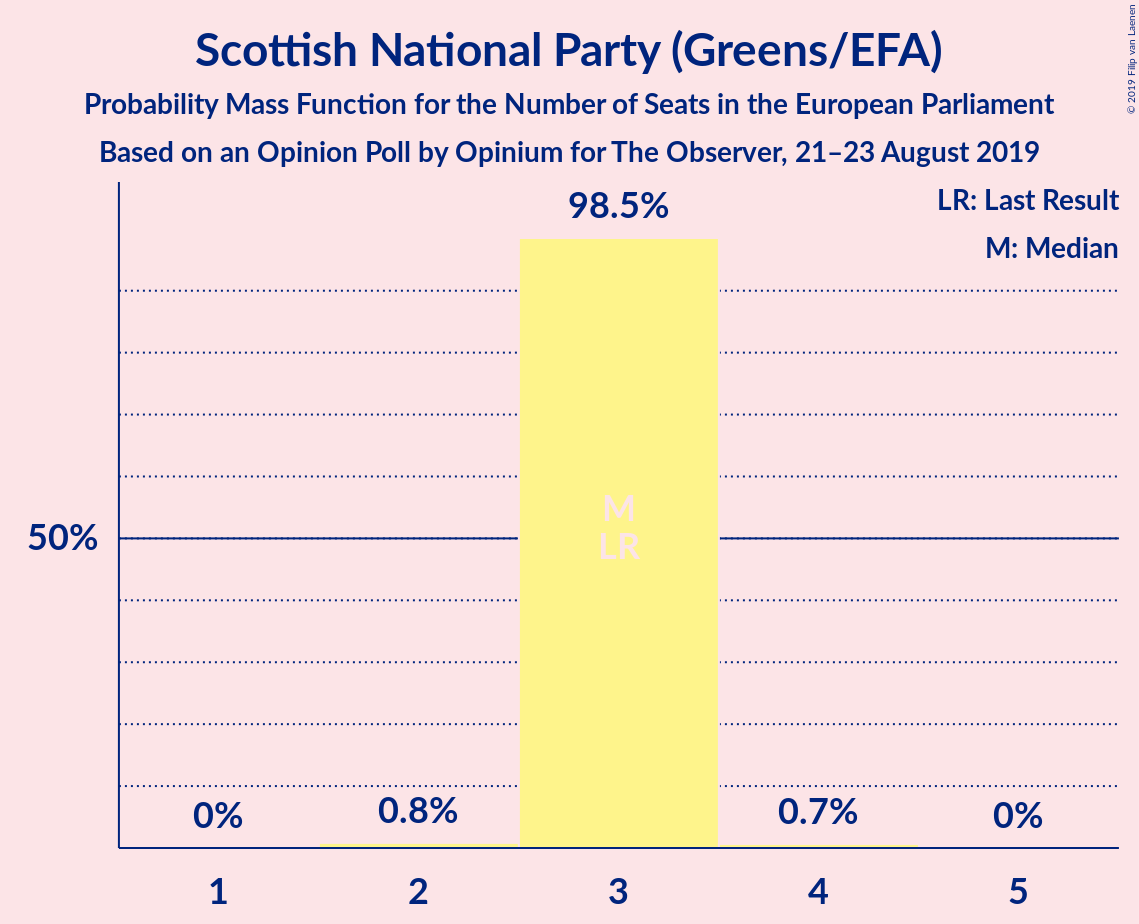 Scottish National Party (Greens/EFA)
Probability Mass Function for the Number of Seats in the European Parliament
Based on an Opinion Poll by Opinium for The Observer, 21–23 August 2019
© 2019 Filip van Laenen
LR: Last Result
M: Median
98.5%
M
LR
50%
0%
0.8%
0.7%
0%
1
2
3
4
5